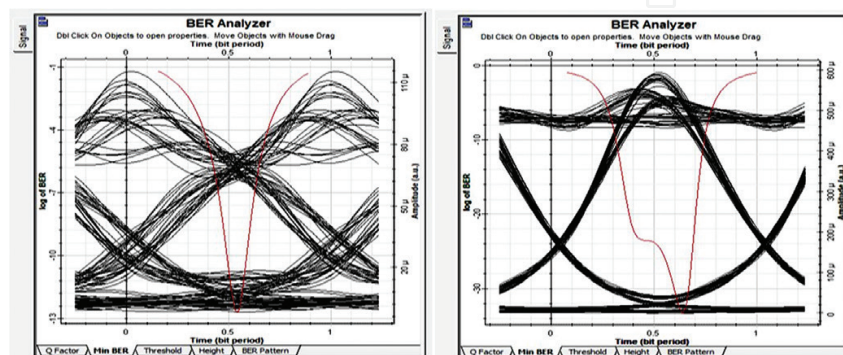 Signal
BER Analyzer
Dbl Click On Objects to open properties. Move Objects with Mouse Drag
Time (bit period)
0
0.5
1
log of BER
-1
-4
-7
-10
-13
Amplitude (a.u.)
110 µ
80 µ
50 µ
20 µ
0
0.5
1
Time (bit period)
Q Factor
Min BER
Threshold
Height
BER Pattern
Signal
BER Analyzer
Dbl Click On Objects to open properties. Move Objects with Mouse Drag
Time (bit period)
0
0.5
1
log of BER
0
-10
-20
-30
Amplitude (a.u.)
600 µ
500 µ
400 µ
300 µ
200 µ
100 µ
0
0
0.5
1
Time (bit period)
Q Factor
Min BER
Threshold
Height
BER Pattern